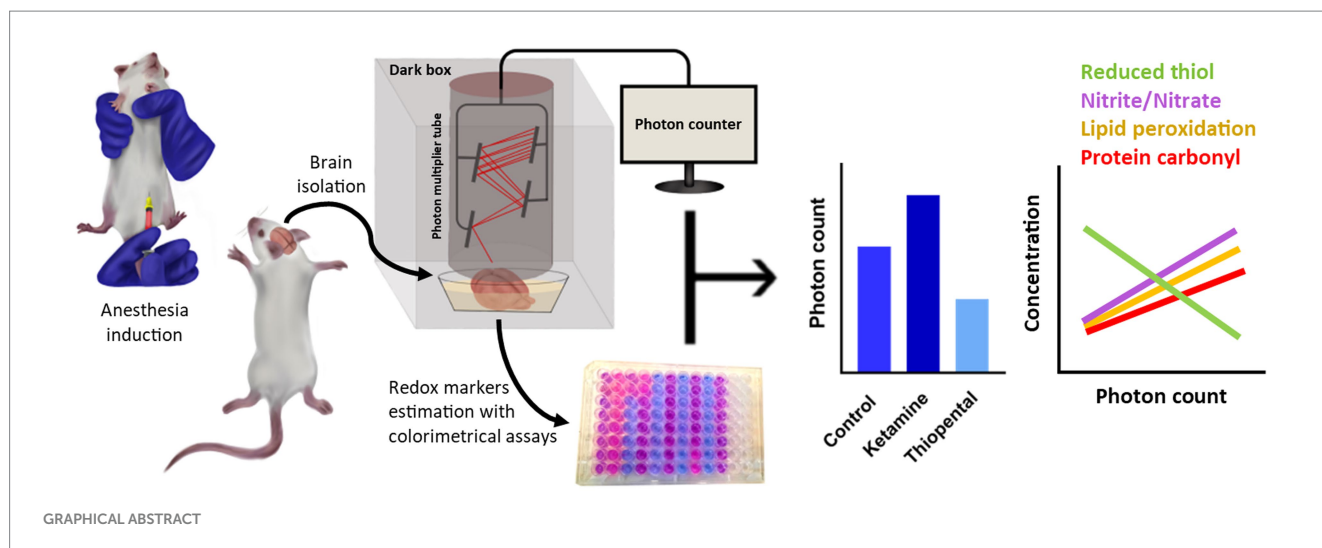 Anesthesia
induction
Brain
isolation
Dark box
Photon multiplier tube
Photon counter
Redox markers
estimation with
colorimetrical assays
Photon count
Control
Ketamine
Thiopental
Reduced thiol
Nitrite/Nitrate
Lipid peroxidation
Protein carbonyl
Concentration
Photon count
GRAPHICAL ABSTRACT